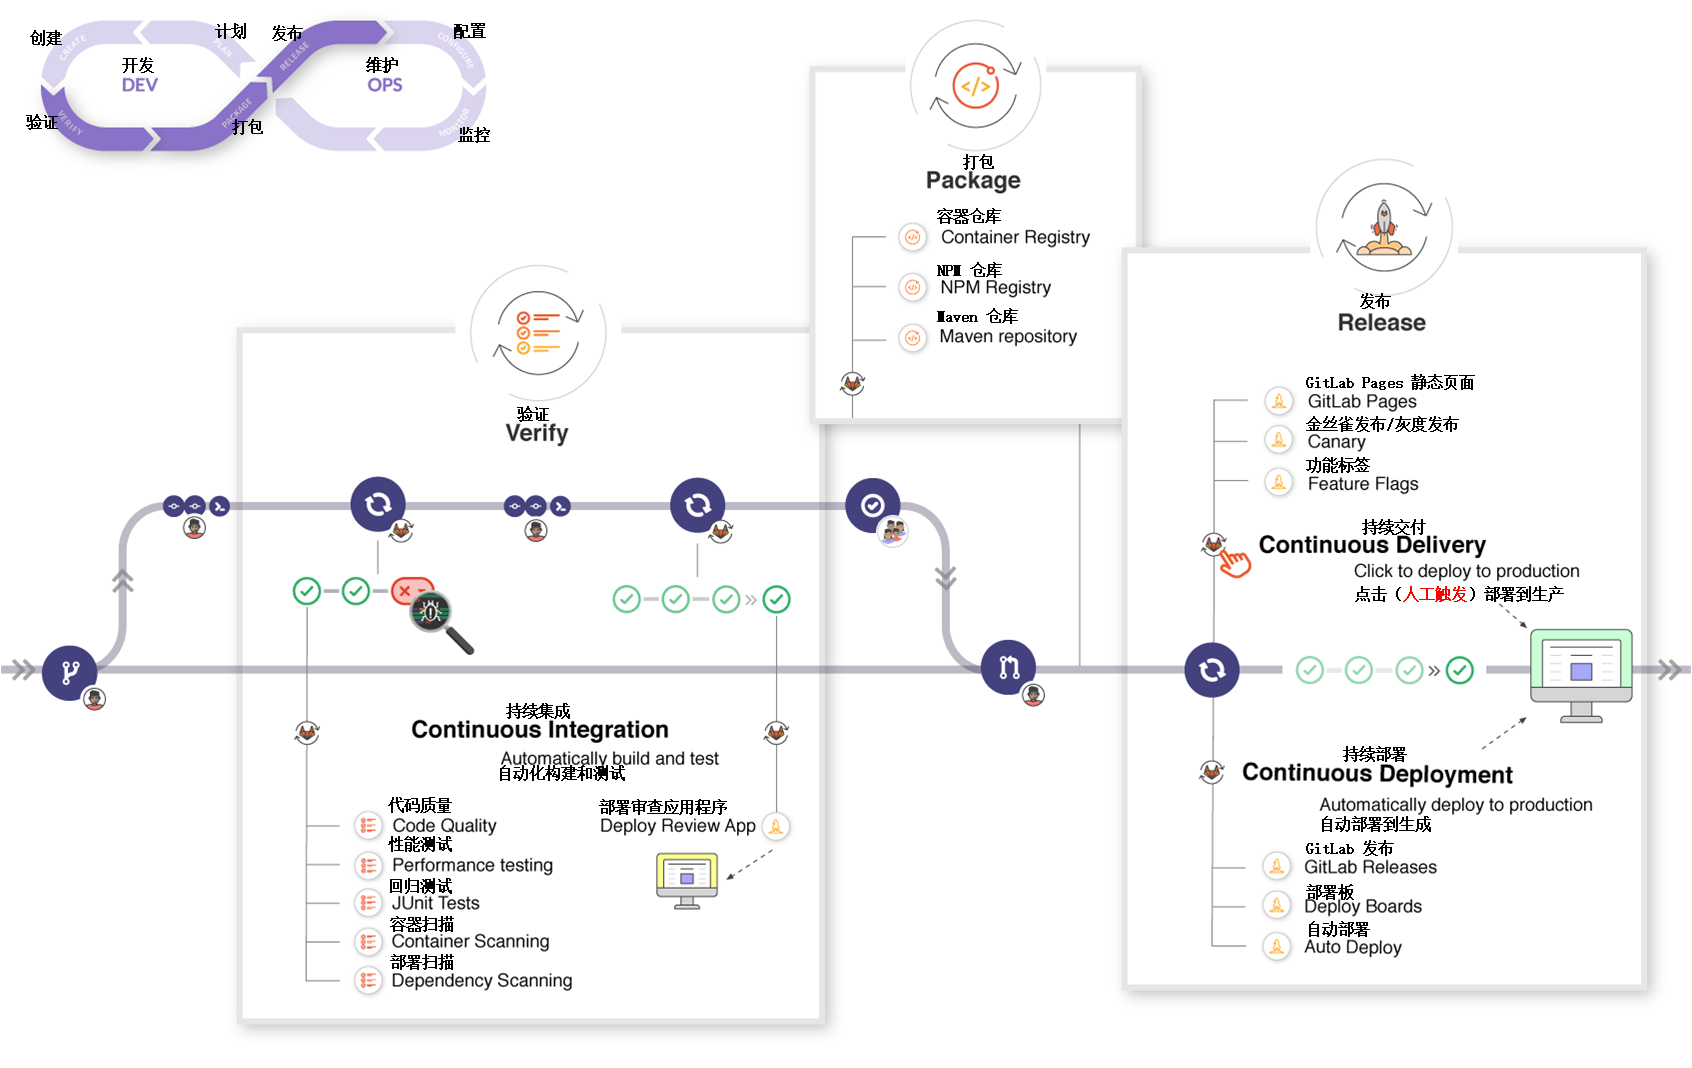 创建
CREATE
计划
PLAN
发布
RELEASE
配置
CONFIGURE
开发
DEV
维护
OPS
验证
VERIFY
打包
PACKAGE
监控
MONITOR
打包
Package
容器仓库
Container Registry
NPM 仓库
NPM Registry
Maven 仓库
Maven repository
验证
Verify
持续集成
Continuous Integration
Automatically build and test
自动化构建和测试
代码质量
Code Quality
性能测试
Performance testing
回归测试
JUnit Tests
容器扫描
Container Scanning
部署扫描
Dependency Scanning
部署审查应用程序
Deploy Review App
发布
Release
GitLab Pages 静态页面
GitLab Pages
金丝雀发布/灰度发布
Canary
功能标签
Feature Flags
持续交付
Continuous Delivery
Click to deploy to production
点击（人工触发）部署到生产
持续部署
Continuous Deployment
Automatically deploy to production
自动部署到生成
GitLab 发布
GitLab Releases
部署板
Deploy Boards
自动部署
Auto Deploy